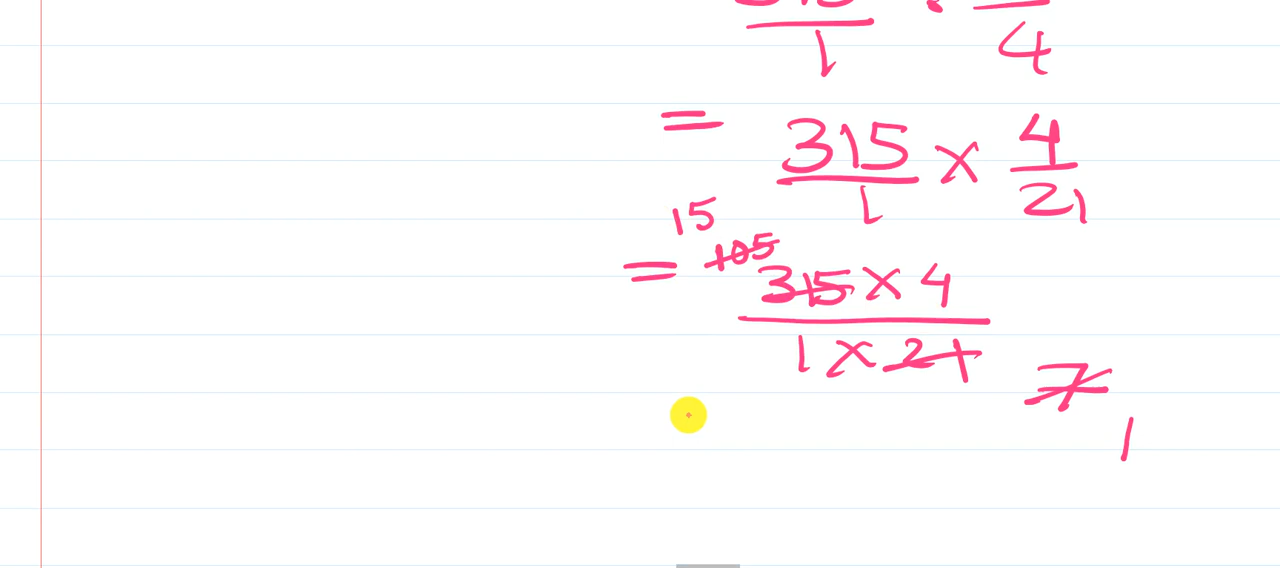 1 4
= 315/1 × 4/21
15
= 105
315 × 4
1 × 21 7
1